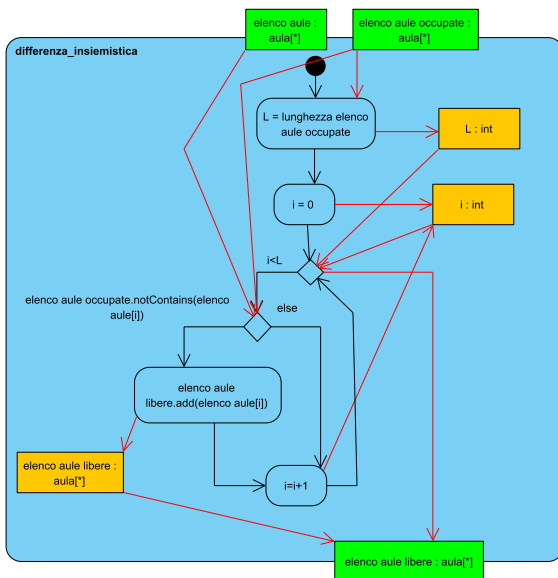 elenco aule :
aula[*]
elenco aule occupate :
aula[*]
differenza_insiemistica
L = lunghezza elenco
aule occupate
L : int
i = 0
i : int
i<L
elenco aule occupate.notContains(elenco
aule[i])
else
elenco aule
libere.add(elenco aule[i])
elenco aule libere :
aula[*]
i=i+1
elenco aule libere : aula[*]